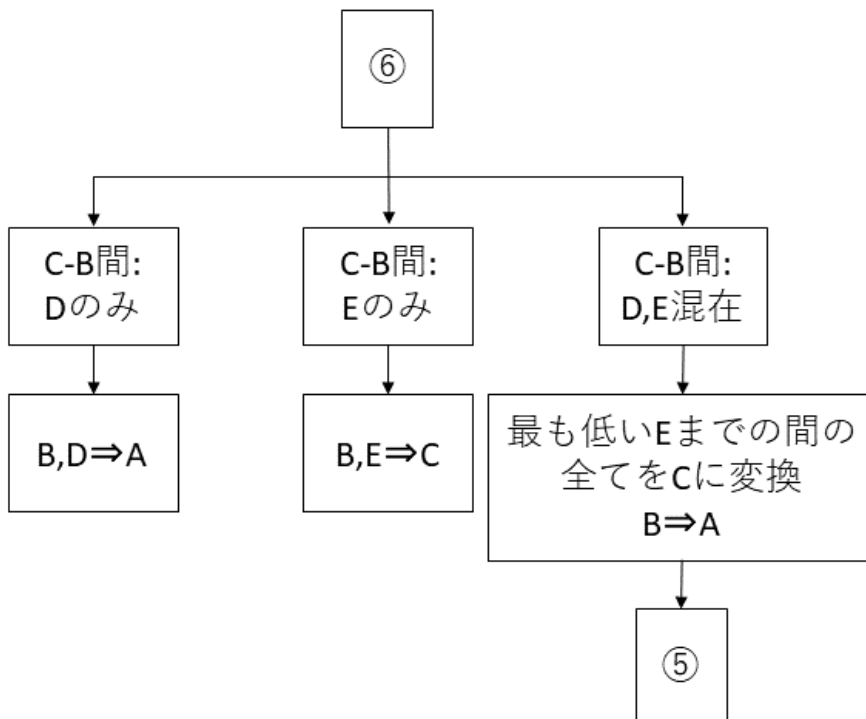 ⑥
C-B間:
Dのみ
C-B間:
Eのみ
C-B間:
D,E混在
B,D⇒A
B,E⇒C
最も低いEまでの間の
全てをCに変換
B⇒A
⑤